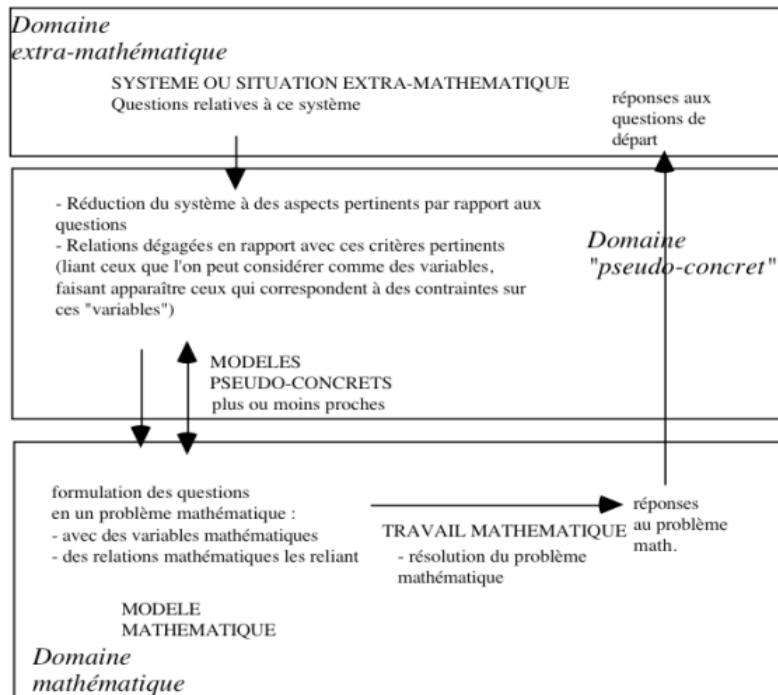 Domaine
extra-mathématique
SYSTEME OU SITUATION EXTRA-MATHEMATIQUE
Questions relatives à ce système
réponses aux
questions de
départ
- Réduction du système à des aspects pertinents par rapport aux
questions
- Relations dégagées en rapport avec ces critères pertinents
(liant ceux que l'on peut considérer comme des variables,
faisant apparaître ceux qui correspondent à des contraintes sur
ces "variables")
Domaine
"pseudo-concret"
MODELES
PSEUDO-CONCRETS
plus ou moins proches
formulation des questions
en un problème mathématique :
- avec des variables mathématiques
- des relations mathématiques les reliant
TRAVAIL MATHEMATIQUE
- résolution du problème
mathématique
réponses
au problème
math.
MODELE
MATHEMATIQUE
Domaine
mathématique